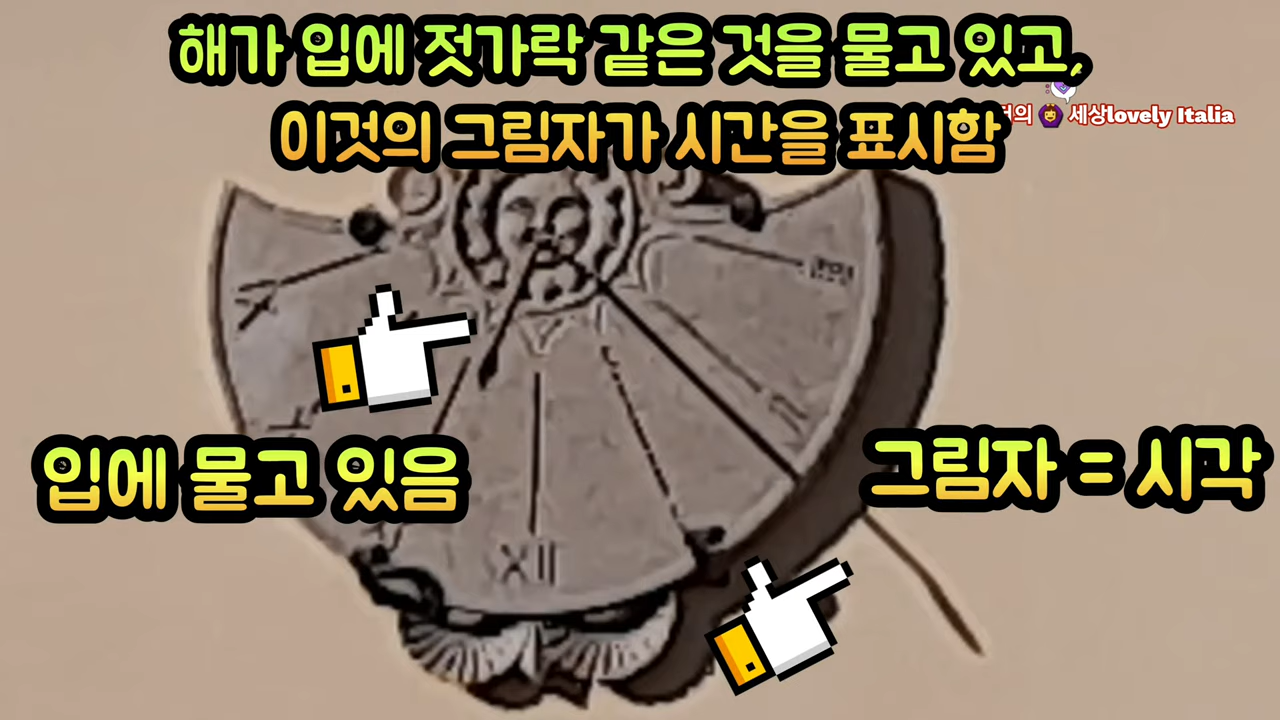 해가 입에 젓가락 같은 것을 물고 있고,
이것의 그림자가 시간을 표시함
의 🙆‍♀️ 세상lovely Italia
X
입에 물고 있음
그림자 = 시각
XII